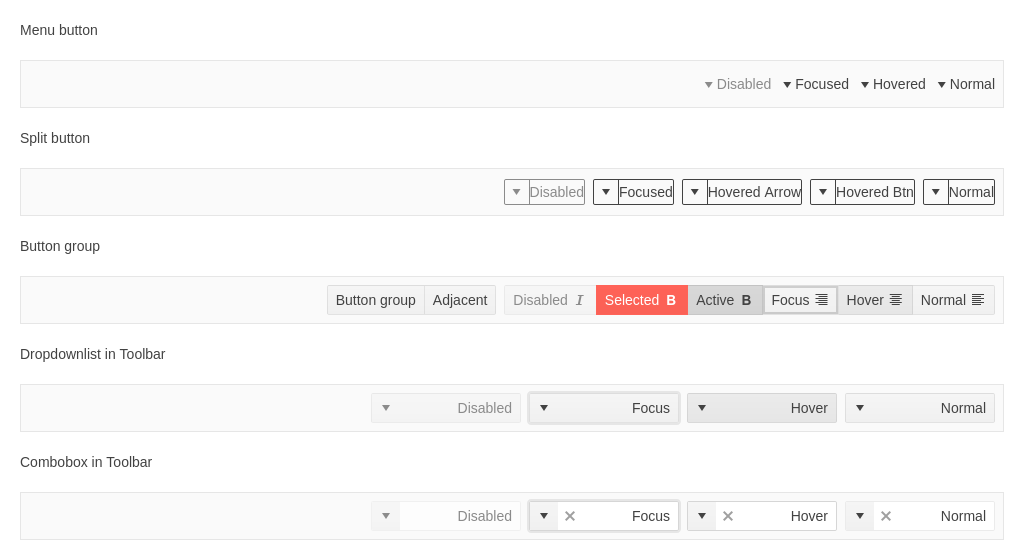 Menu button
Disabled Focused Hovered Normal
Split button
Disabled Focused Hovered Arrow Hovered Btn Normal
Button group
Button group Adjacent Disabled Selected Active Focus Hover Normal
Dropdownlist in Toolbar
Disabled Focus Hover Normal
Combobox in Toolbar
Disabled Focus Hover Normal